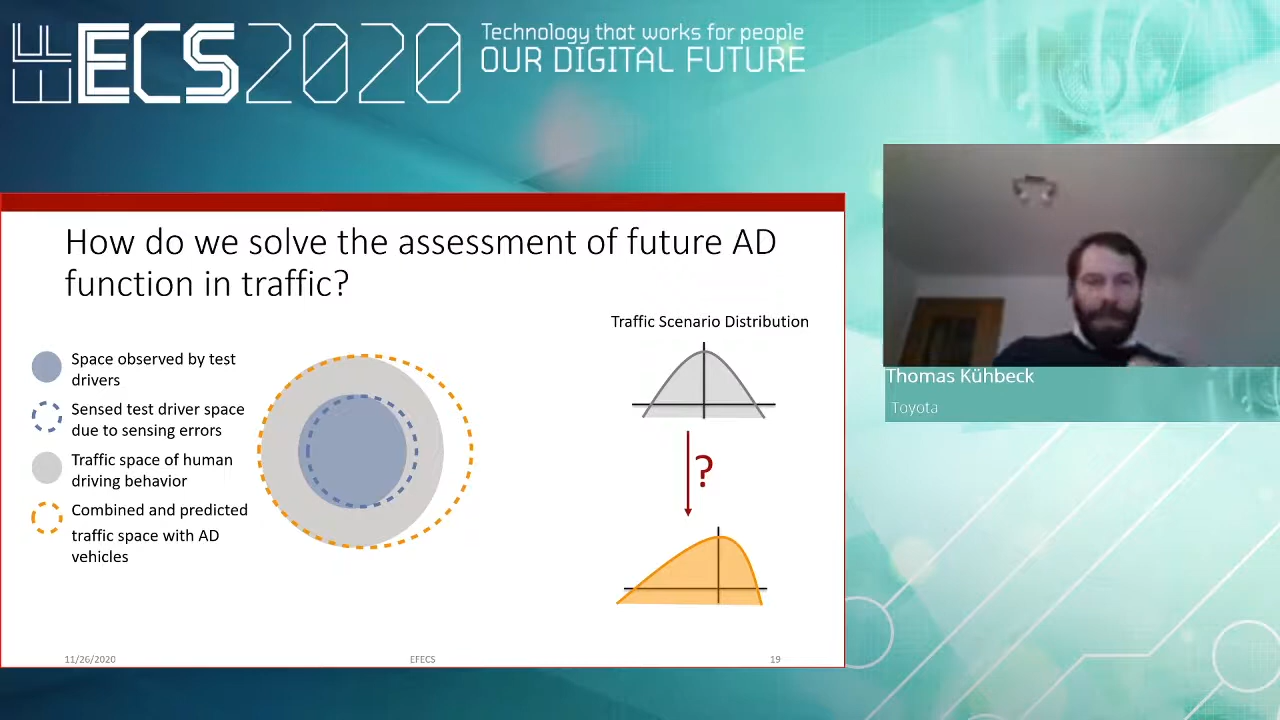 EFECS2020
Technology that works for people
OUR DIGITAL FUTURE
How do we solve the assessment of future AD
function in traffic?
Traffic Scenario Distribution
Space observed by test
drivers
Sensed test driver space
due to sensing errors
Traffic space of human
driving behavior
Combined and predicted
traffic space with AD
vehicles
?
11/26/2020
EFECS
19
Thomas Kühbeck
Toyota